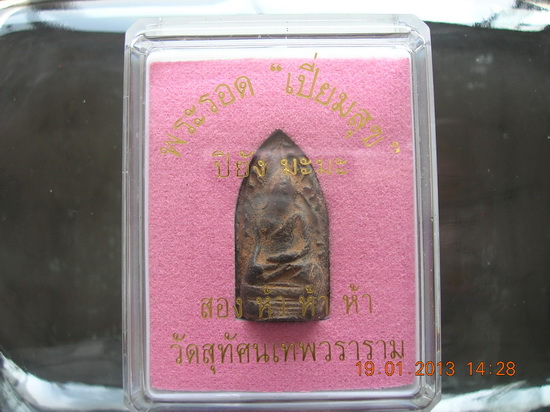 พระรอด "เปี่ยมสุข"
ปิยัง มะมะ
สอง ห้า ห้า ห้า
วัดสุทัศนเทพวราราม
19.01.2013 14:28